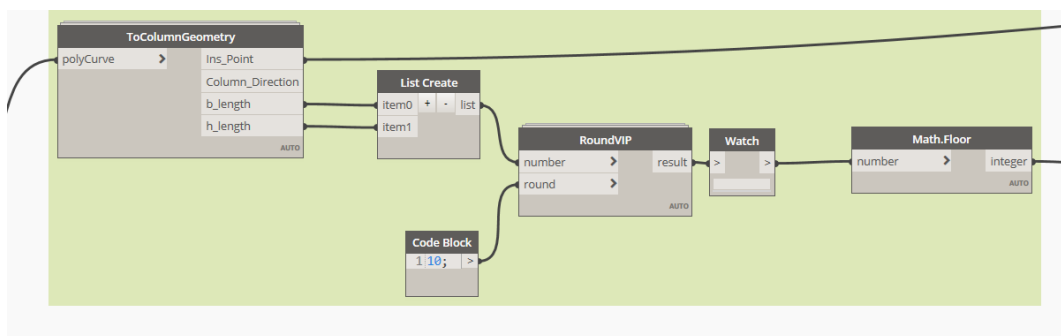 ToColumnGeometry
polyCurve >
Ins_Point
Column_Direction
b_length
h_length
AUTO
List Create
item0 + - list
item1
RoundVIP
number > result
round >
AUTO
Watch
> >
Math.Floor
number > integer
AUTO
Code Block
1 10; >